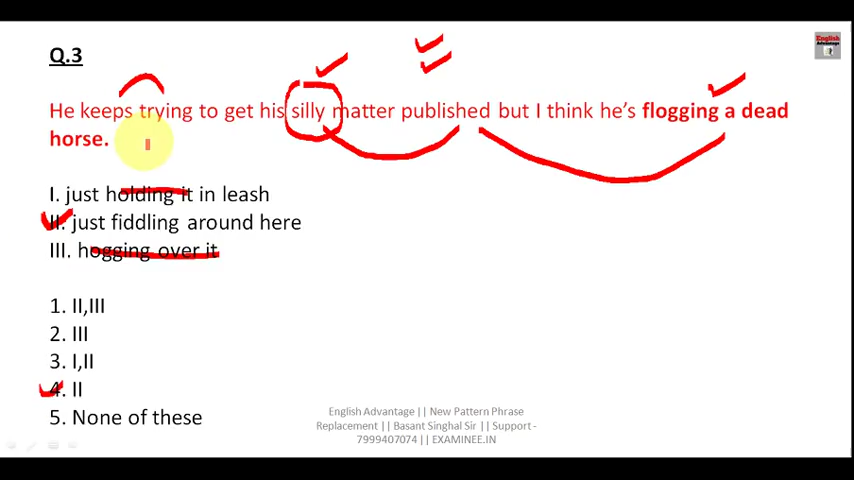 English
Advantage
Q.3
He keeps trying to get his silly matter published but I think he's flogging a dead
horse.
I. just holding it in leash
II. just fiddling around here
III. hogging over it
1. II,III
2. III
3. I,II
4. II
5. None of these
English Advantage || New Pattern Phrase
Replacement || Basant Singhal Sir || Support -
7999407074 || EXAMINEE.IN